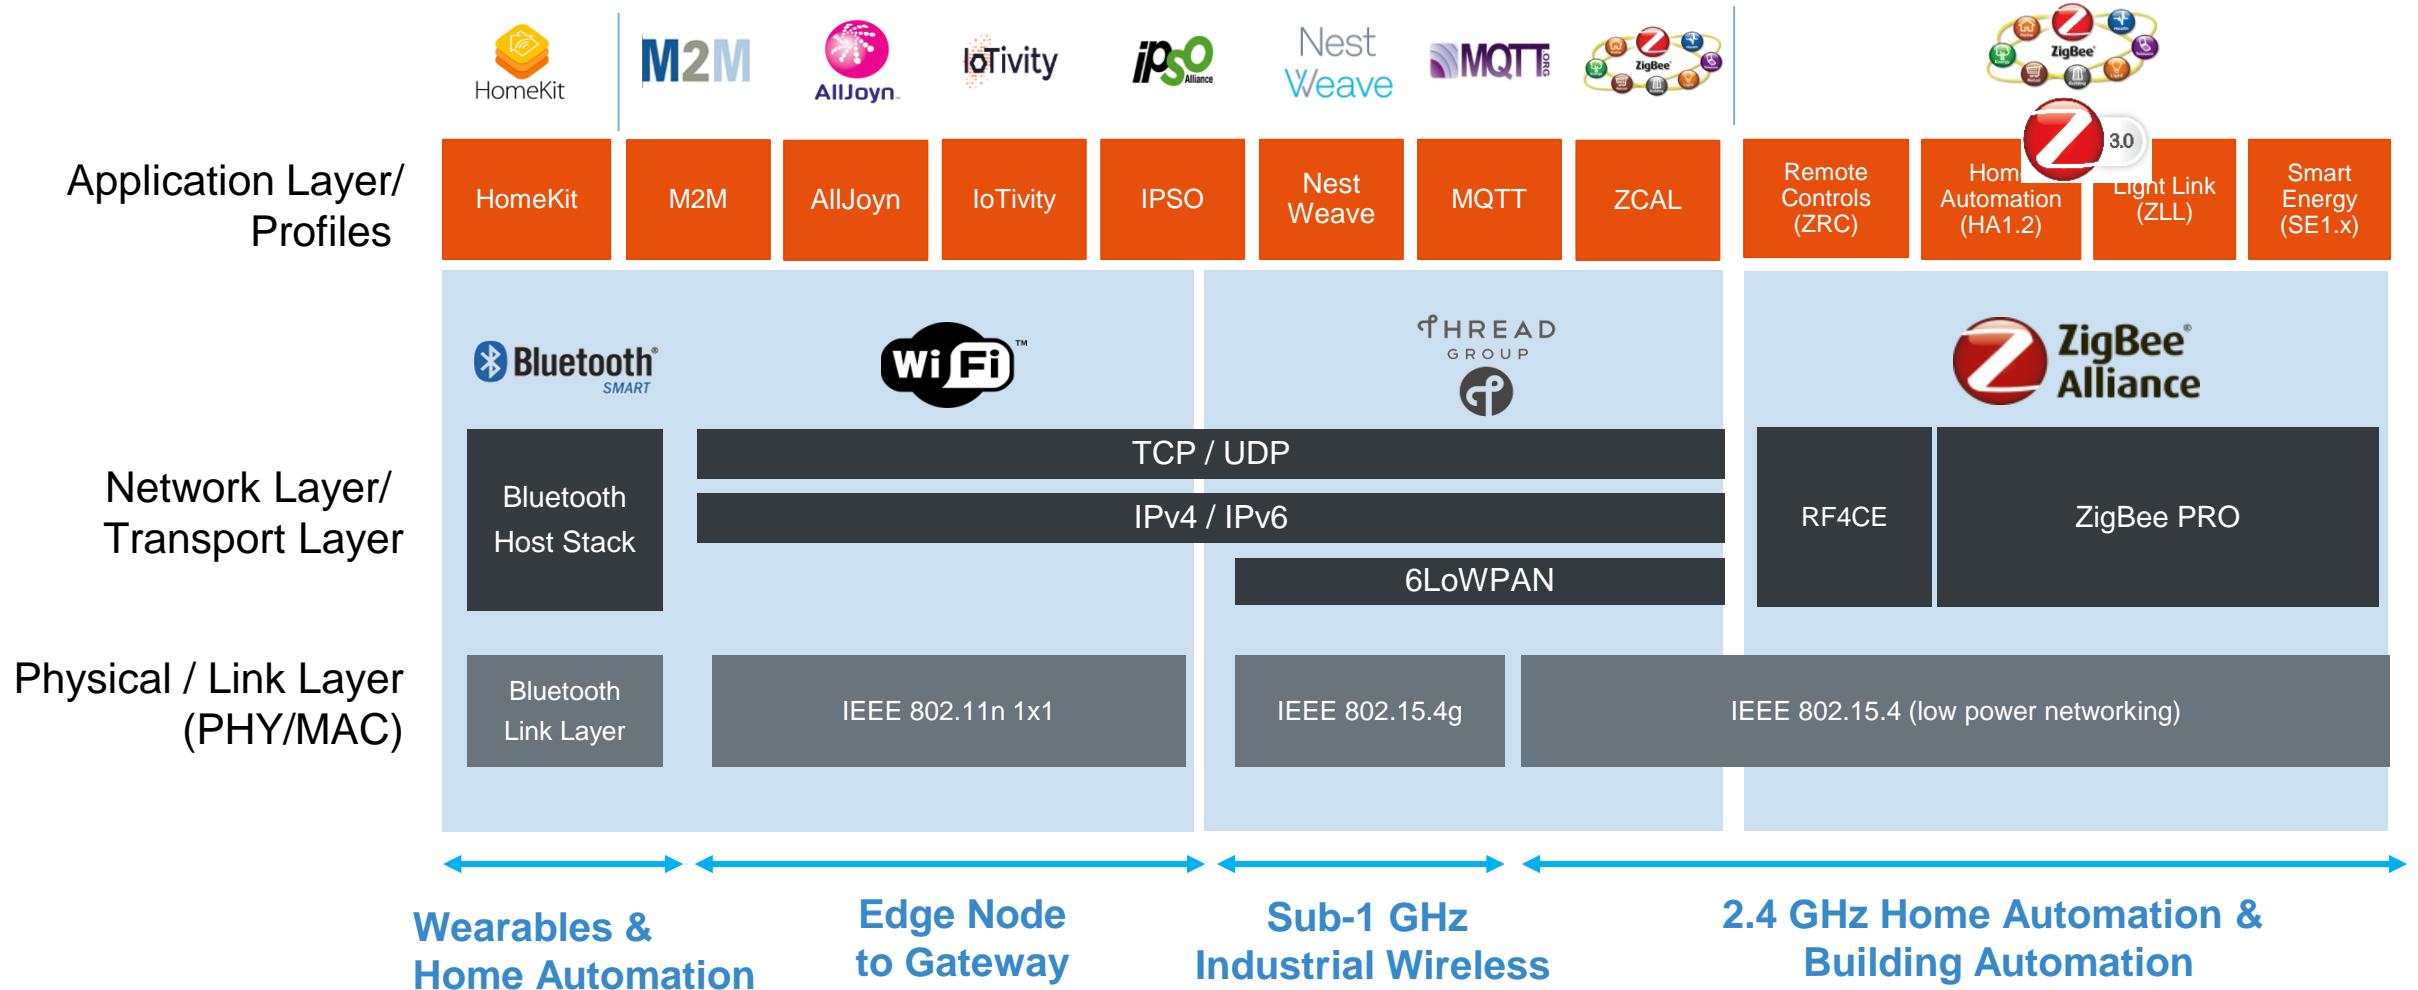 HomeKit
M2M
AllJoyn
IoTivity
iPSO
Alliance
Nest
Weave
MQTT
.ORG
ZigBee
ZigBee
3.0
Application Layer/
Profiles
HomeKit
M2M
AllJoyn
IoTivity
IPSO
Nest
Weave
MQTT
ZCAL
Remote
Controls
(ZRC)
Automation
(HA1.2)
Light Link
(ZLL)
Smart
Energy
(SE1.x)
Bluetooth®
SMART
Wi Fi™
THREAD
GROUP
ZigBee®
Alliance
Network Layer/
Transport Layer
Bluetooth
Host Stack
TCP / UDP
IPv4 / IPv6
6LoWPAN
RF4CE
ZigBee PRO
Physical / Link Layer
(PHY/MAC)
Bluetooth
Link Layer
IEEE 802.11n 1x1
IEEE 802.15.4g
IEEE 802.15.4 (low power networking)
Wearables &
Home Automation
Edge Node
to Gateway
Sub-1 GHz
Industrial Wireless
2.4 GHz Home Automation &
Building Automation